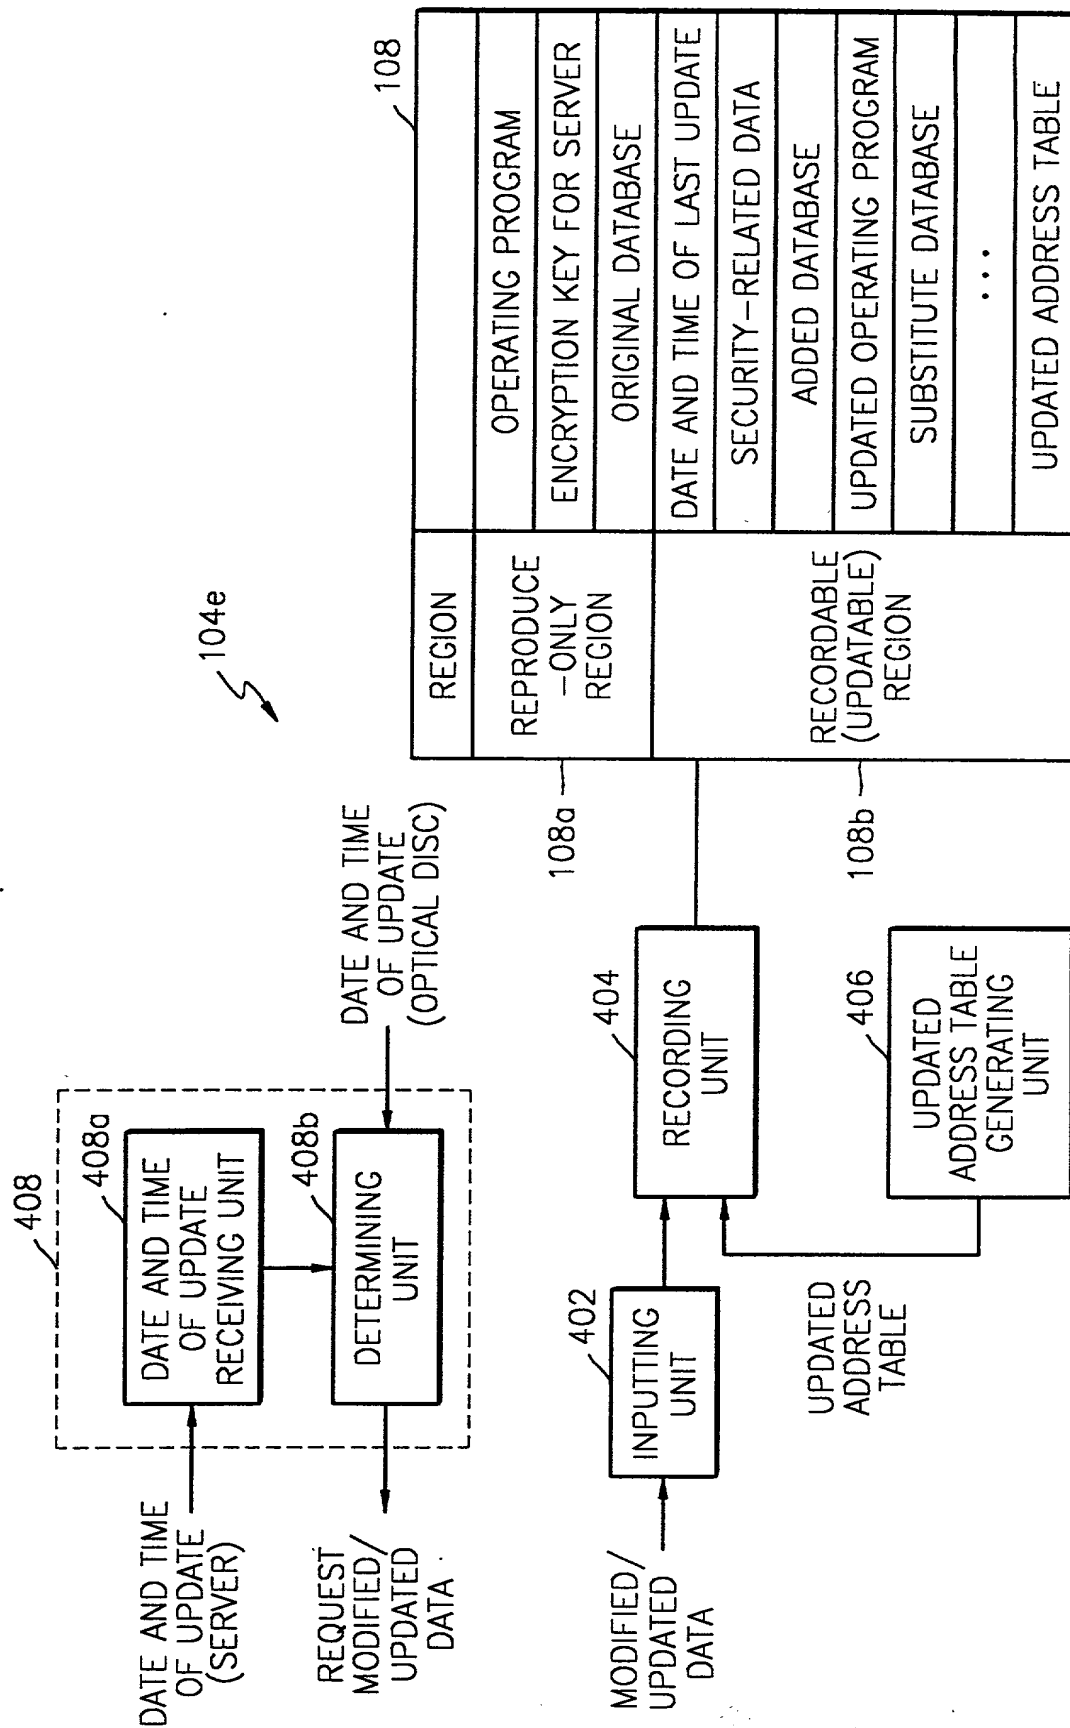 104e
408
DATE AND TIME
OF UPDATE
(SERVER)
408a
DATE AND TIME
OF UPDATE
RECEIVING UNIT
408b
DETERMINING
UNIT
DATE AND TIME
OF UPDATE
(OPTICAL DISC)
REQUEST
MODIFIED/
UPDATED
DATA
MODIFIED/
UPDATED
DATA
402
INPUTTING
UNIT
404
RECORDING
UNIT
UPDATED
ADDRESS
TABLE
406
UPDATED
ADDRESS TABLE
GENERATING
UNIT
108
108a
108b
REGION
REPRODUCE
-ONLY
REGION
OPERATING PROGRAM
ENCRYPTION KEY FOR SERVER
ORIGINAL DATABASE
RECORDABLE
(UPDATABLE)
REGION
DATE AND TIME OF LAST UPDATE
SECURITY-RELATED DATA
ADDED DATABASE
UPDATED OPERATING PROGRAM
SUBSTITUTE DATABASE
...
UPDATED ADDRESS TABLE